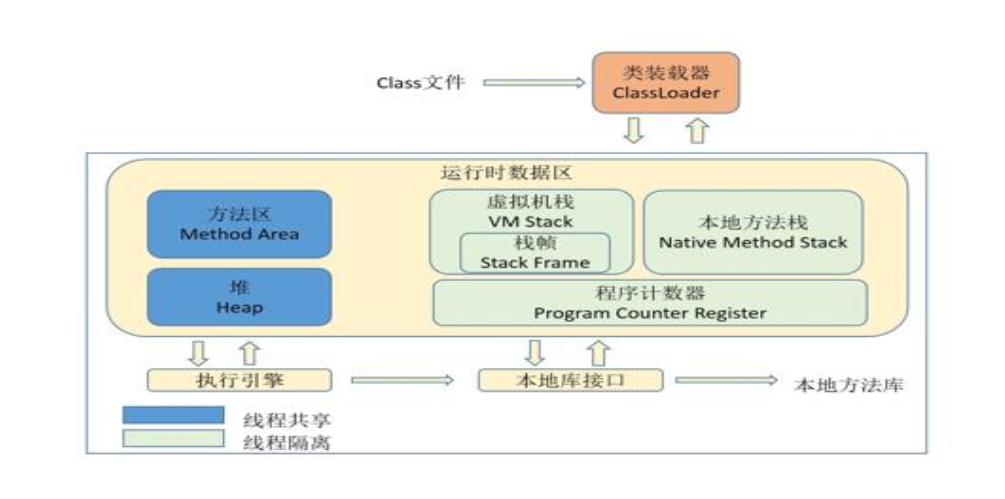 Class文件
类装载器
ClassLoader
运行时数据区
方法区
Method Area
堆
Heap
虚拟机栈
VM Stack
栈帧
Stack Frame
本地方法栈
Native Method Stack
程序计数器
Program Counter Register
执行引擎
本地库接口
本地方法库
线程共享
线程隔离